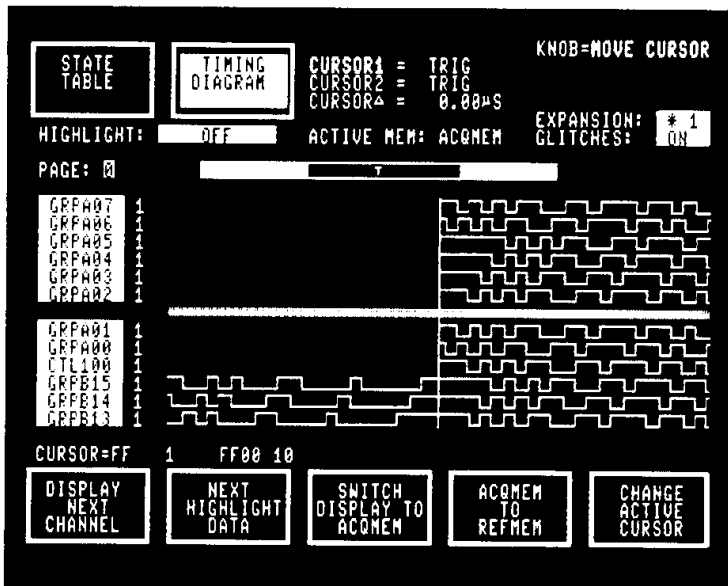 STATE
TABLE
TIMING
DIAGRAM
CURSOR1 = TRIG
CURSOR2 = TRIG
CURSORΔ = 0.00µS
KNOB=MOVE CURSOR
HIGHLIGHT: OFF
ACTIVE MEM: ACQMEM
EXPANSION: * 1
GLITCHES: ON
PAGE: 0
T
GRPA07 1
GRPA06 1
GRPA05 1
GRPA04 1
GRPA03 1
GRPA02 1
GRPA01 1
GRPA00 1
CTL100 1
GRPB15 1
GRPB14 1
GRPB13 1
CURSOR=FF 1 FF00 10
DISPLAY
NEXT
CHANNEL
NEXT
HIGHLIGHT
DATA
SWITCH
DISPLAY TO
ACQMEM
ACQMEM
TO
REFMEM
CHANGE
ACTIVE
CURSOR